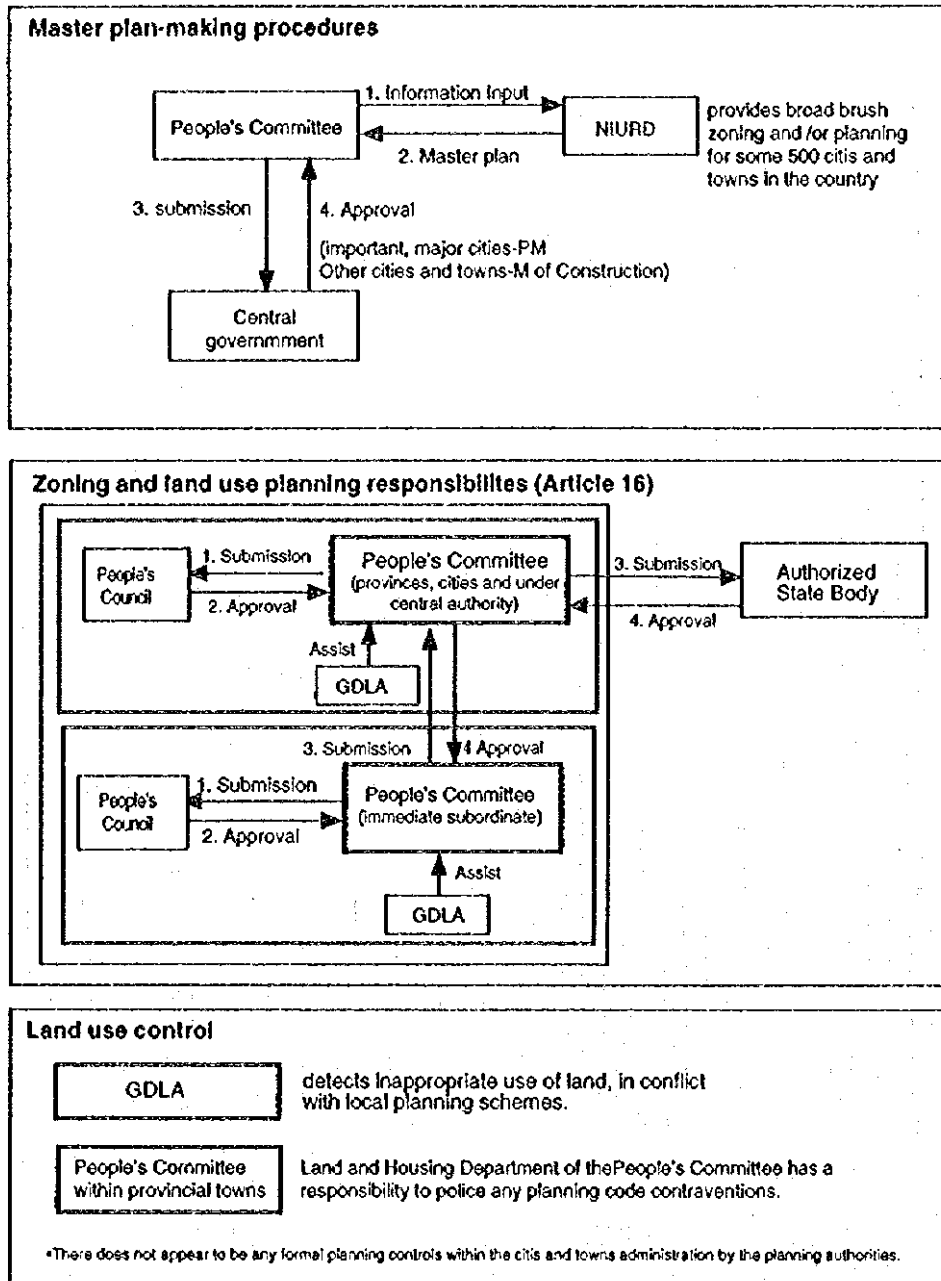 Master plan-making procedures
1. Information Input
People's Committee
NIURD
2. Master plan
provides broad brush
zoning and /or planning
for some 500 citis and
towns in the country
3. submission
4. Approval
(important, major cities-PM
Other cities and towns-M of Construction)
Central
governmment
Zoning and land use planning responsibilites (Article 16)
People's
Council
1. Submission
2. Approval
People's Committee
(provinces, cities and under
central authority)
3. Submission
4. Approval
Authorized
State Body
Assist
GDLA
3. Submission
4 Approval
People's
Council
1. Submission
2. Approval
People's Committee
(immediate subordinate)
Assist
GDLA
Land use control
GDLA
detects inappropriate use of land, in conflict
with local planning schemes.
People's Committee
within provincial towns
Land and Housing Department of thePeople's Committee has a
responsibility to police any planning code contraventions.
•There does not appear to be any formal planning controls within the citis and towns administration by the planning authorities.